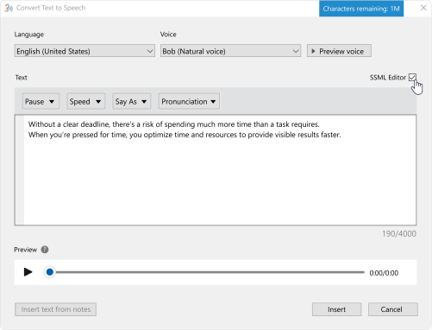 Convert Text to Speech
Characters remaining: 1M
Language
Voice
English (United States)
Bob (Natural voice)
Preview voice
Text
SSML Editor
Pause
Speed
Say As
Pronunciation
Without a clear deadline, there's a risk of spending much more time than a task requires.
When you're pressed for time, you optimize time and resources to provide visible results faster.
190/4000
Preview
0:00/0:00
Insert text from notes
Insert
Cancel